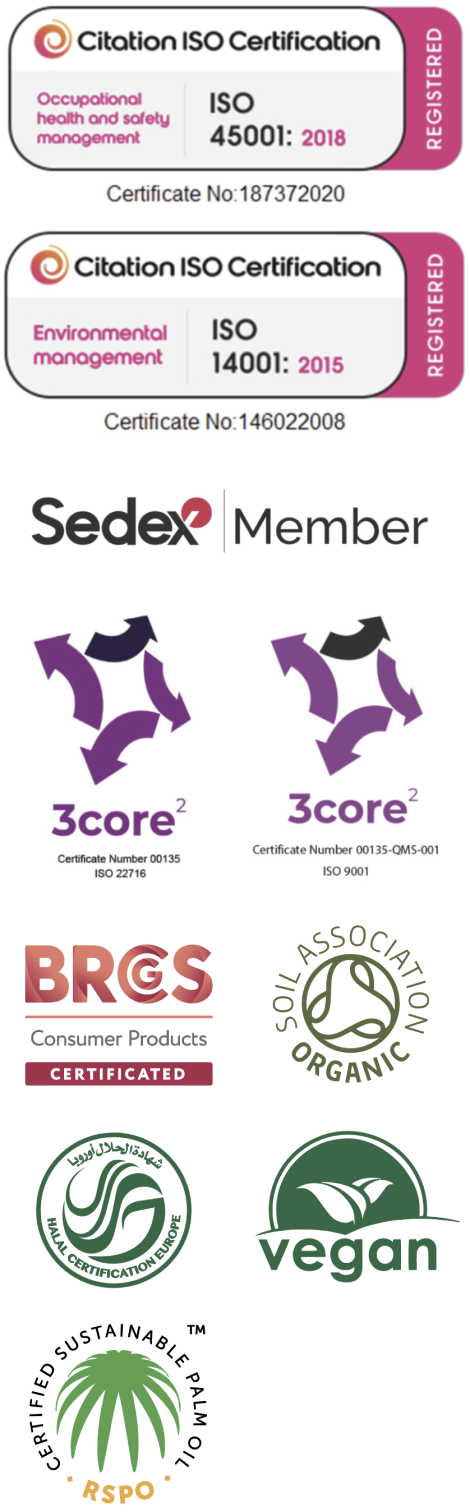 Citation ISO Certification
Occupational
health and safety
management
ISO
45001: 2018
REGISTERED
Certificate No:187372020
Citation ISO Certification
Environmental
management
ISO
14001: 2015
REGISTERED
Certificate No:146022008
Sedex Member
3core²
Certificate Number 00135
ISO 22716
3core²
Certificate Number 00135-QMS-001
ISO 9001
BRCGS
Consumer Products
CERTIFICATED
SOIL ASSOCIATION
ORGANIC
شهادة الحلال أوروبا
HALAL CERTIFICATION EUROPE
vegan
CERTIFIED SUSTAINABLE PALM OIL
TM
RSPO